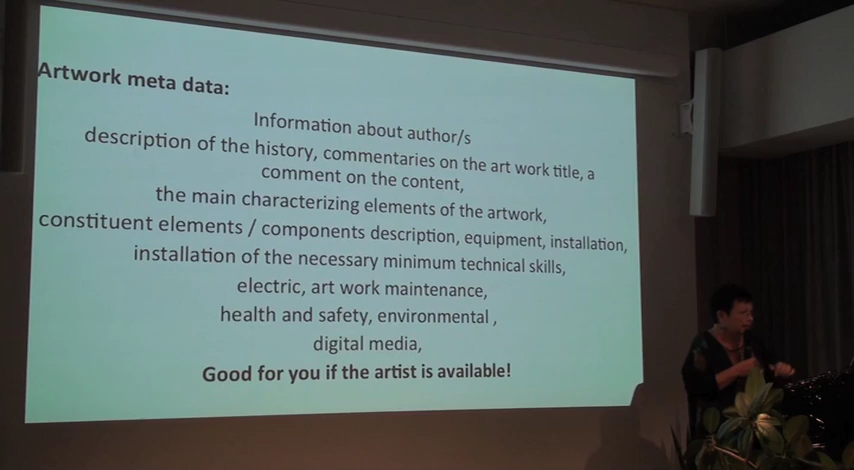 Artwork meta data:
Information about author/s
description of the history, commentaries on the art work title, a
comment on the content,
the main characterizing elements of the artwork,
constituent elements / components description, equipment, installation,
installation of the necessary minimum technical skills,
electric, art work maintenance,
health and safety, environmental ,
digital media,
Good for you if the artist is available!